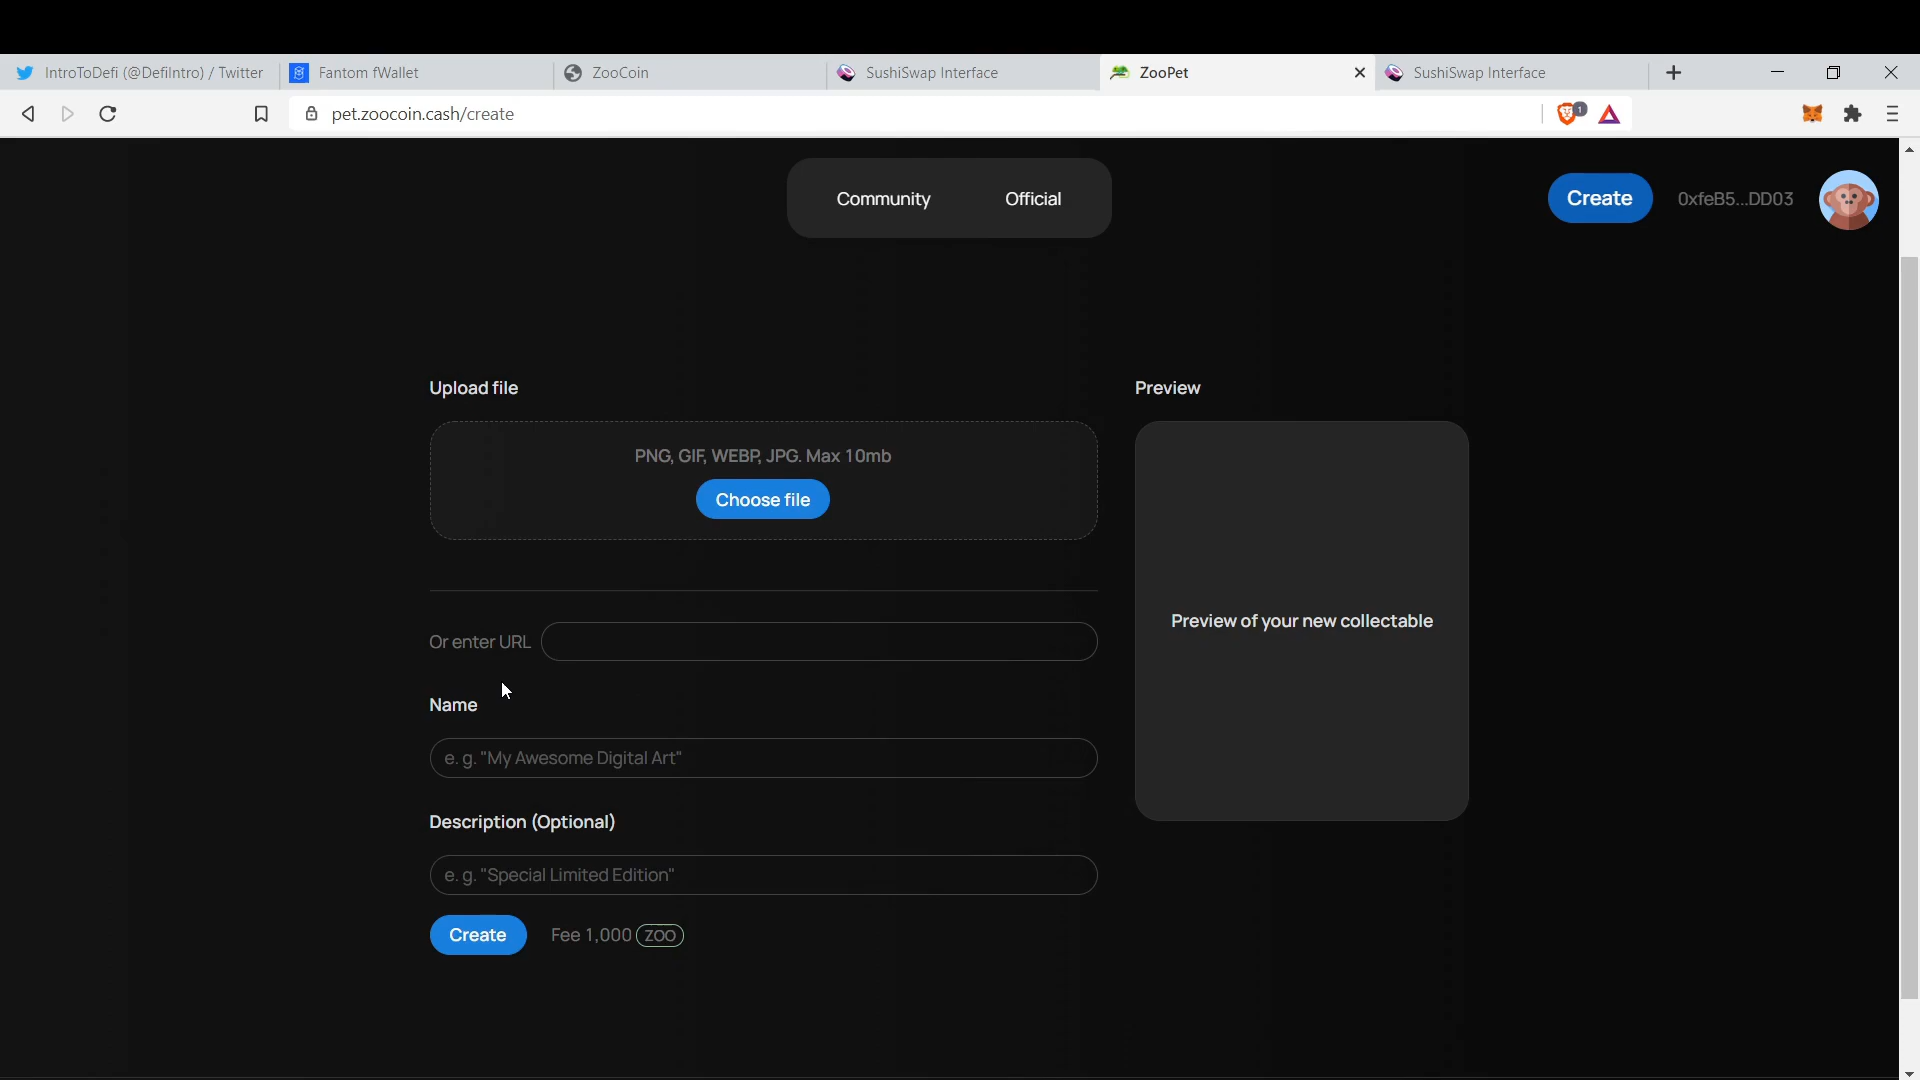 IntroToDefi (@DefiIntro) / Twitter
Fantom fWallet
ZooCoin
SushiSwap Interface
ZooPet
SushiSwap Interface
pet.zoocoin.cash/create
1
Community
Official
Create
0xfeB5...DD03
Upload file
Preview
PNG, GIF, WEBP, JPG. Max 10mb
Choose file
Or enter URL
Preview of your new collectable
Name
e. g. "My Awesome Digital Art"
Description (Optional)
e. g. "Special Limited Edition"
Create
Fee 1,000 ZOO